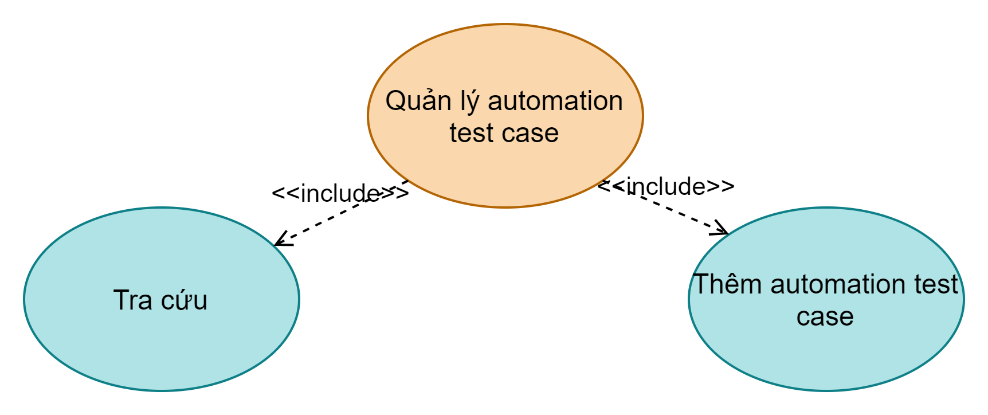 Quản lý automation
test case
<<include>>
<<include>>
Tra cứu
Thêm automation test
case